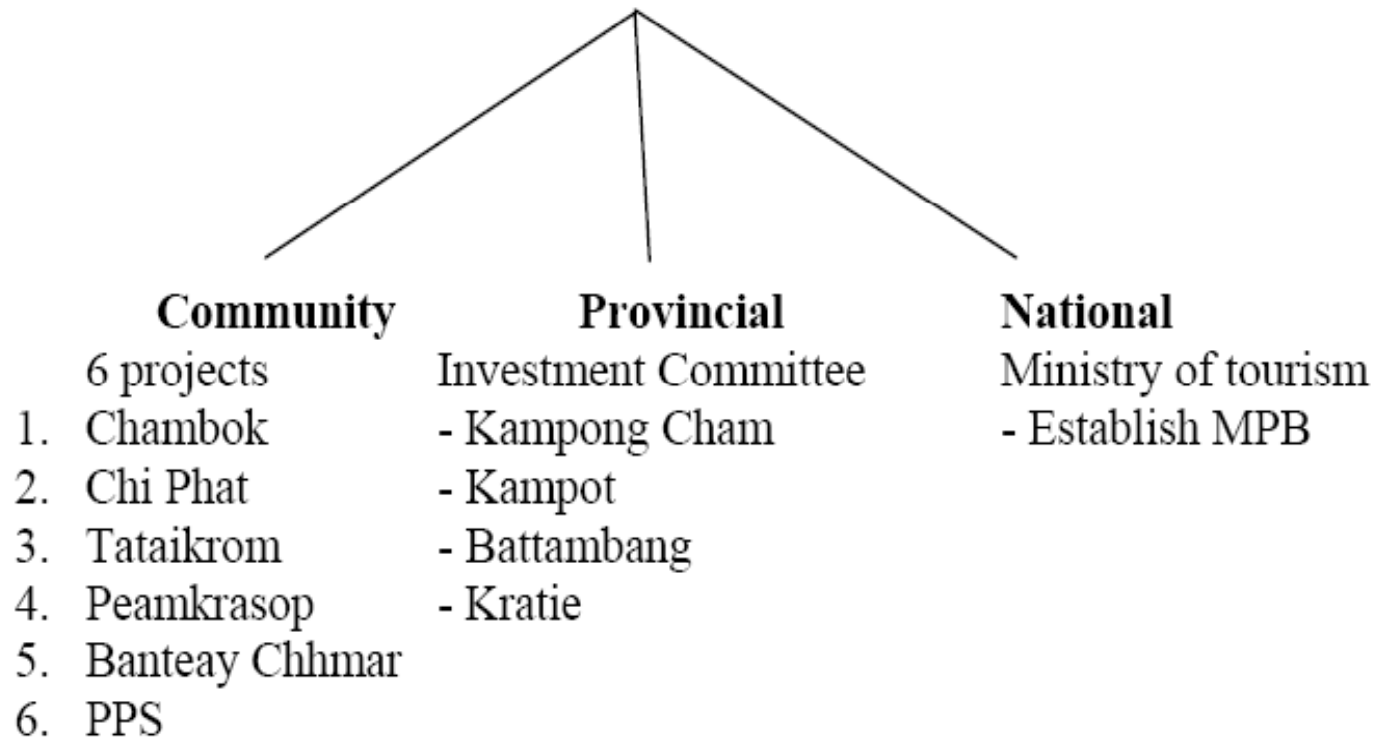 Community
6 projects
1. Chambok
2. Chi Phat
3. Tataikrom
4. Peamkrasop
5. Banteay Chhmar
6. PPS
Provincial
Investment Committee
- Kampong Cham
- Kampot
- Battambang
- Kratie
National
Ministry of tourism
- Establish MPB